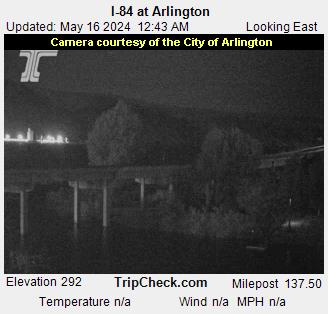 I-84 at Arlington
Updated: May 16 2024 12:43 AM Looking East
Camera courtesy of the City of Arlington
Elevation 292 TripCheck.com Milepost 137.50
Temperature n/a Wind n/a MPH n/a